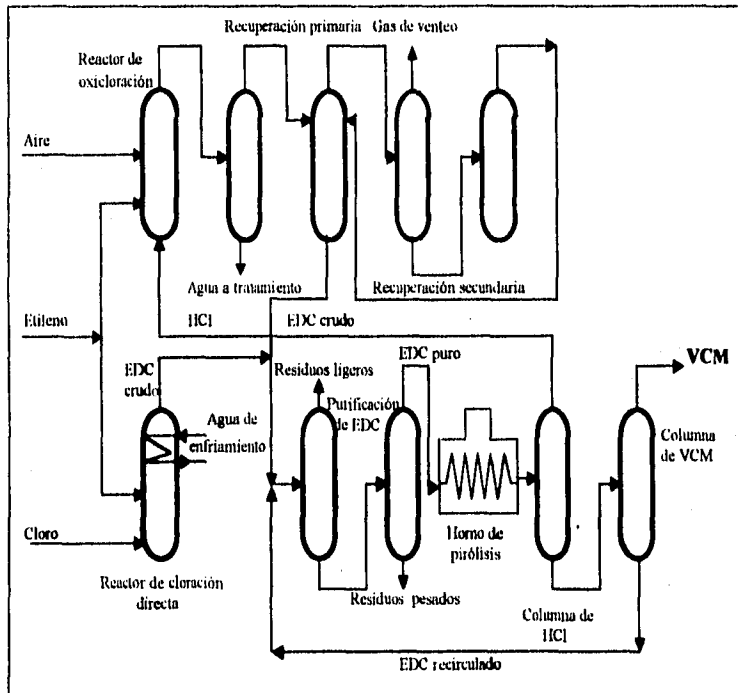 Recuperación primaria
Gas de venteo
Reactor de
oxicloración
Aire
Agua a tratamiento
Recuperación secundaria
Etileno
HCl
EDC crudo
EDC
crudo
EDC puro
VCM
Residuos ligeros
Purificación
de EDC
Agua de
enfriamiento
Columna
de VCM
Cloro
Horno de
pirólisis
Reactor de cloración
directa
Residuos pesados
Columna de
HCl
EDC recirculado